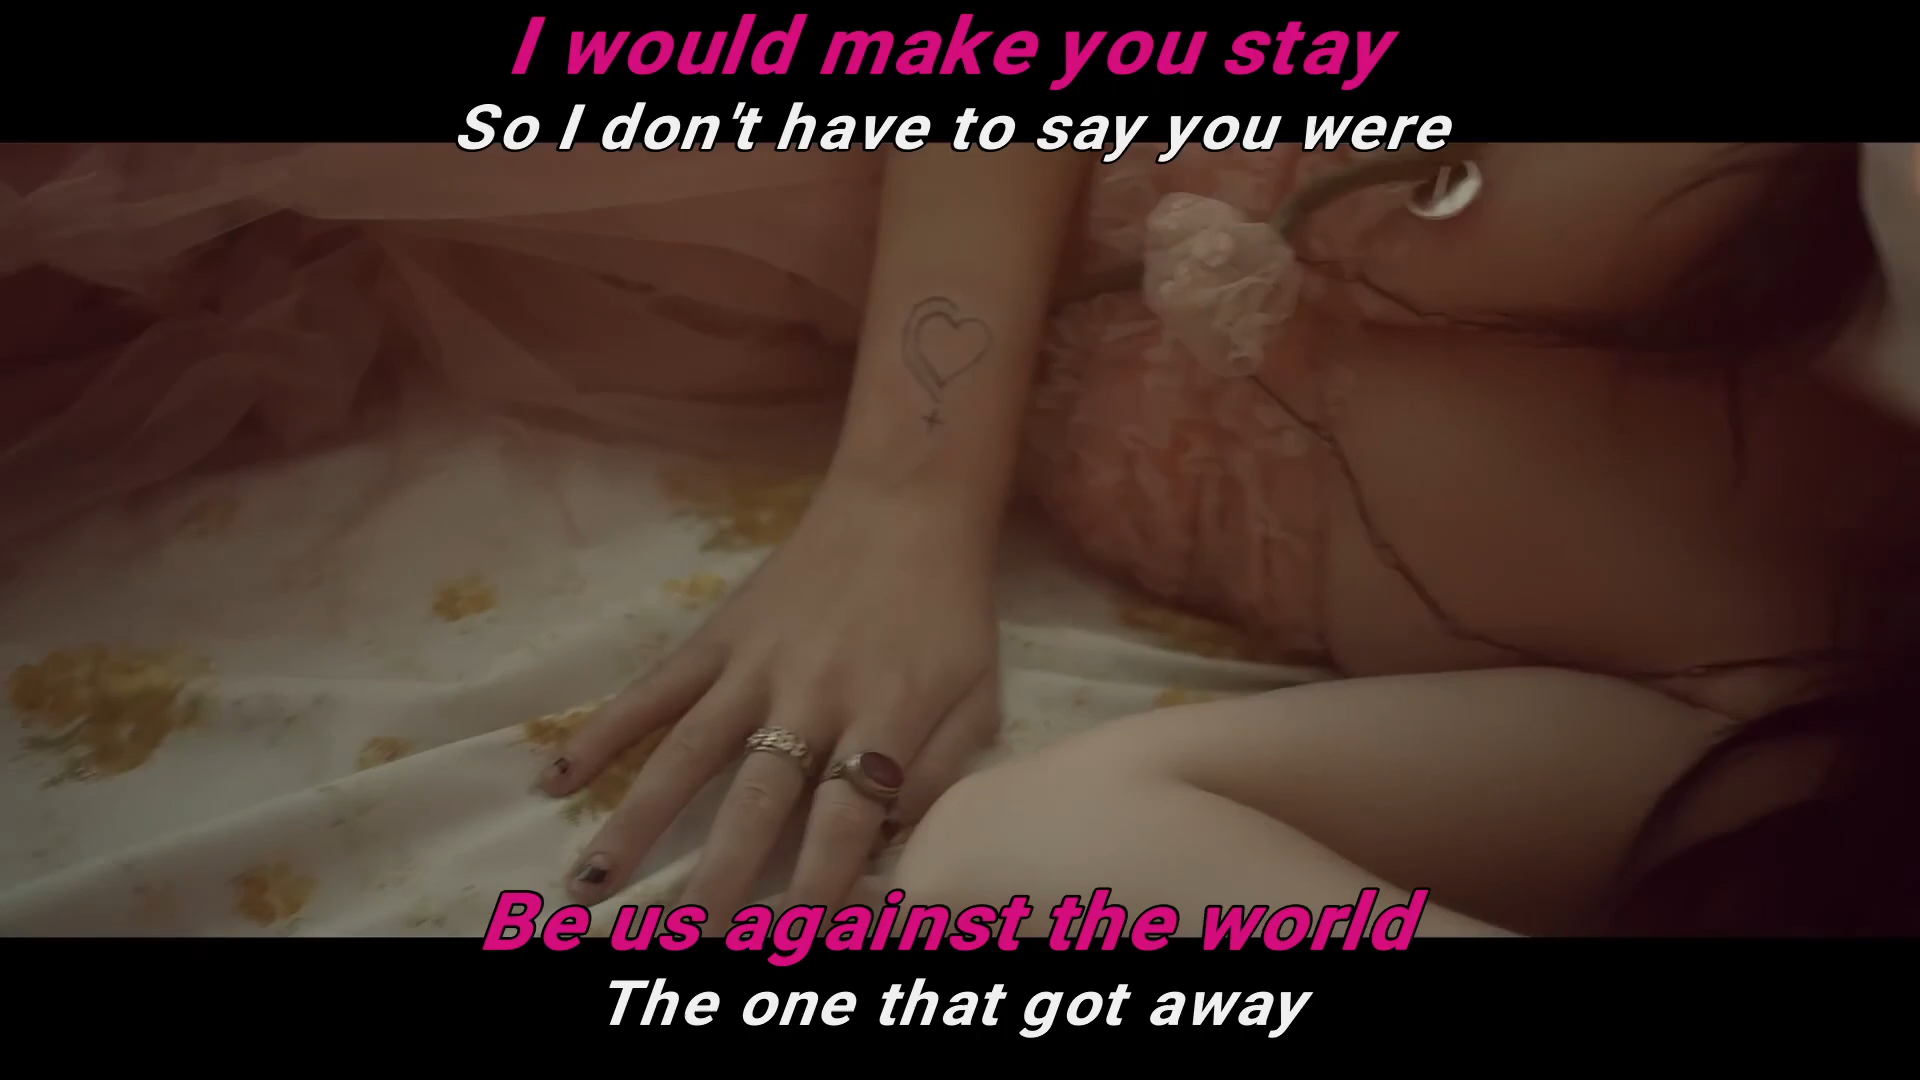 I would make you stay
So I don't have to say you were
Be us against the world
The one that got away